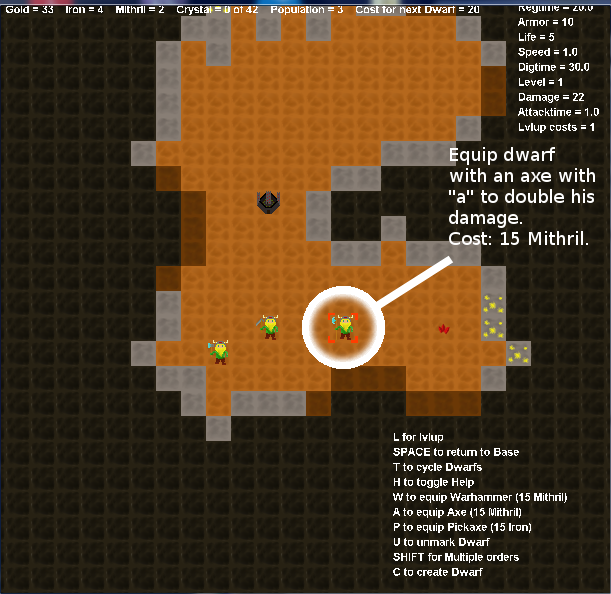 Gold = 33 Iron = 4 Mithril = 2 Crystal = 0 of 42 Population = 3 Cost for next Dwarf = 20
Regtime = 20.0
Armor = 10
Life = 5
Speed = 1.0
Digtime = 30.0
Level = 1
Damage = 22
Attacktime = 1.0
Lvlup costs = 1
Equip dwarf
with an axe with
"a" to double his
damage.
Cost: 15 Mithril.
L for lvlup
SPACE to return to Base
T to cycle Dwarfs
H to toggle Help
W to equip Warhammer (15 Mithril)
A to equip Axe (15 Mithril)
P to equip Pickaxe (15 Iron)
U to unmark Dwarf
SHIFT for Multiple orders
C to create Dwarf